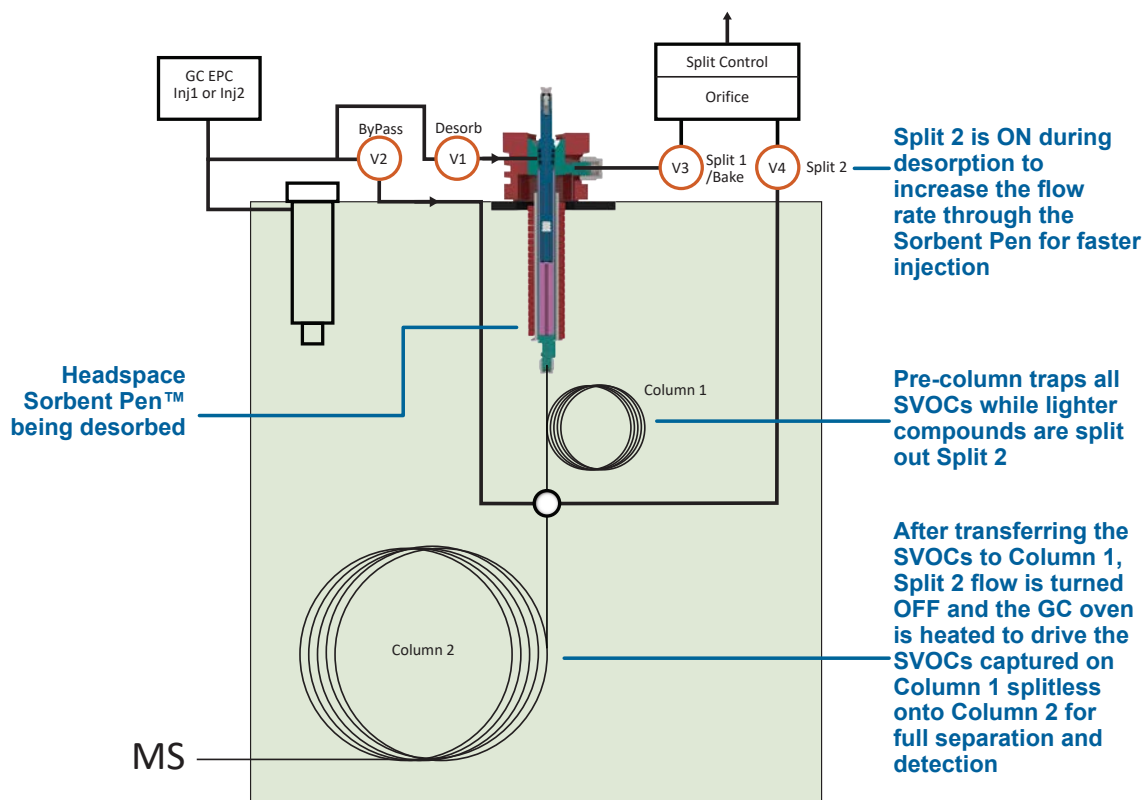 GC EPC
Inj1 or Inj2
ByPass
V2
Desorb
V1
Split Control
Orifice
V3
Split 1
/Bake
V4
Split 2
Split 2 is ON during
desorption to
increase the flow
rate through the
Sorbent Pen for faster
injection
Headspace
Sorbent Pen™
being desorbed
Column 1
Pre-column traps all
SVOCs while lighter
compounds are split
out Split 2
Column 2
After transferring the
SVOCs to Column 1,
Split 2 flow is turned
OFF and the GC oven
is heated to drive the
SVOCs captured on
Column 1 splitless
onto Column 2 for
full separation and
detection
MS